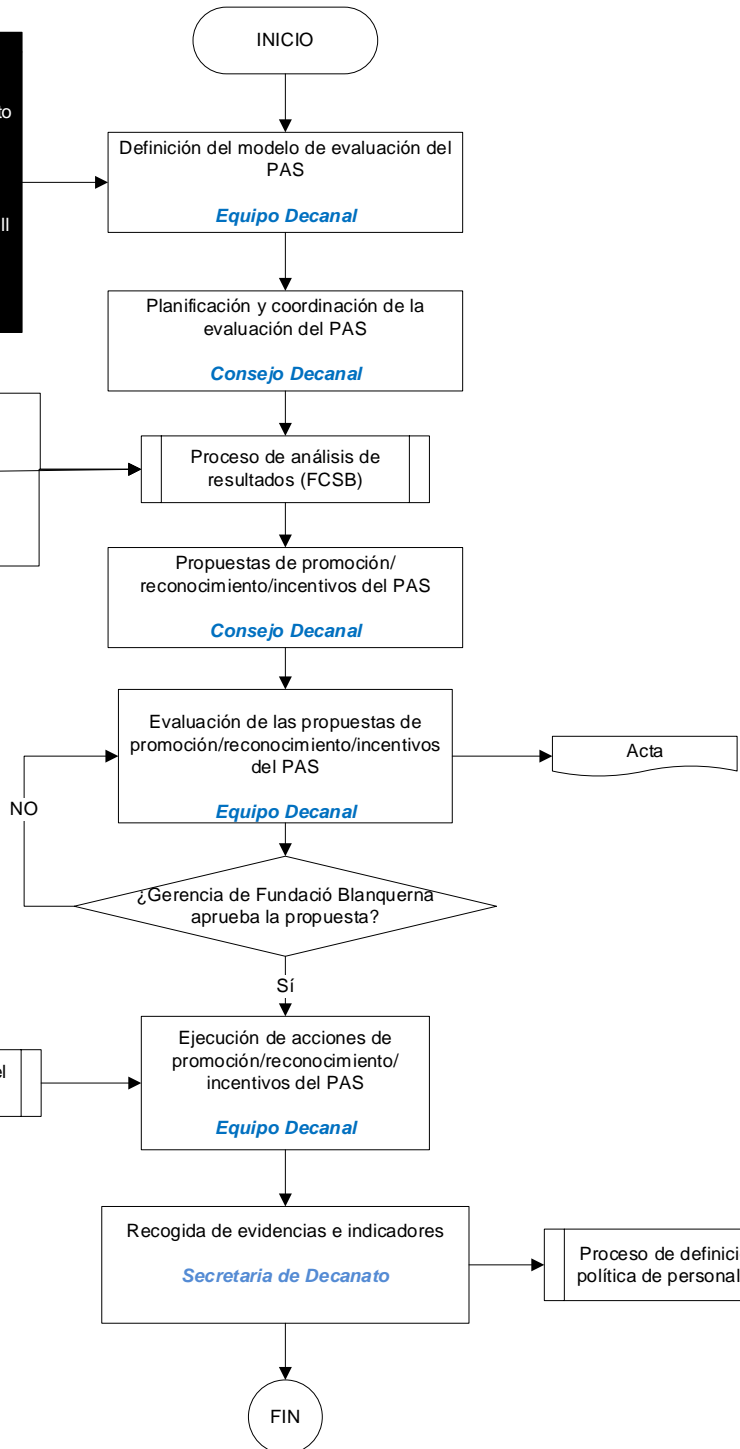 INICIO
to
Definición del modelo de evaluación del
PAS
Equipo Decanal
ll
Planificación y coordinación de la
evaluación del PAS
Consejo Decanal
Proceso de análisis de
resultados (FCSB)
Propuestas de promoción/
reconocimiento/incentivos del PAS
Consejo Decanal
Evaluación de las propuestas de
promoción/reconocimiento/incentivos
del PAS
Equipo Decanal
Acta
NO
¿Gerencia de Fundació Blanquerna
aprueba la propuesta?
Sí
Ejecución de acciones de
promoción/reconocimiento/
incentivos del PAS
Equipo Decanal
el
Recogida de evidencias e indicadores
Secretaria de Decanato
Proceso de definici
política de personal
FIN